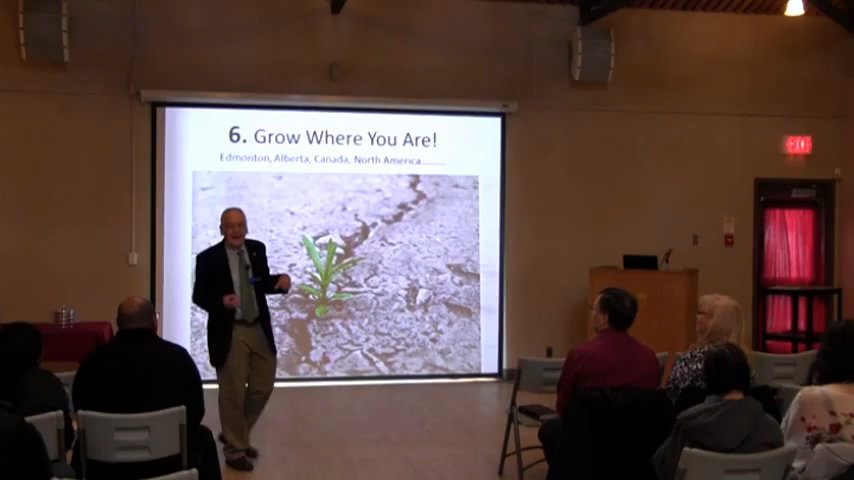 6. Grow Where You Are!
Edmonton, Alberta, Canada, North America.........
EXIT